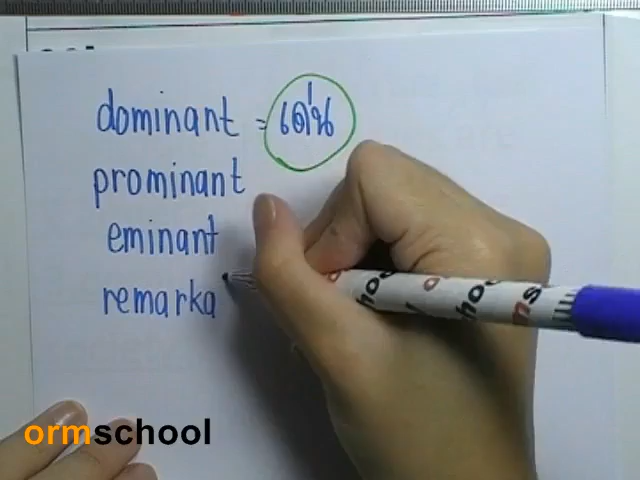 dominant = เด่น
prominant
eminant
remarka
ormschool